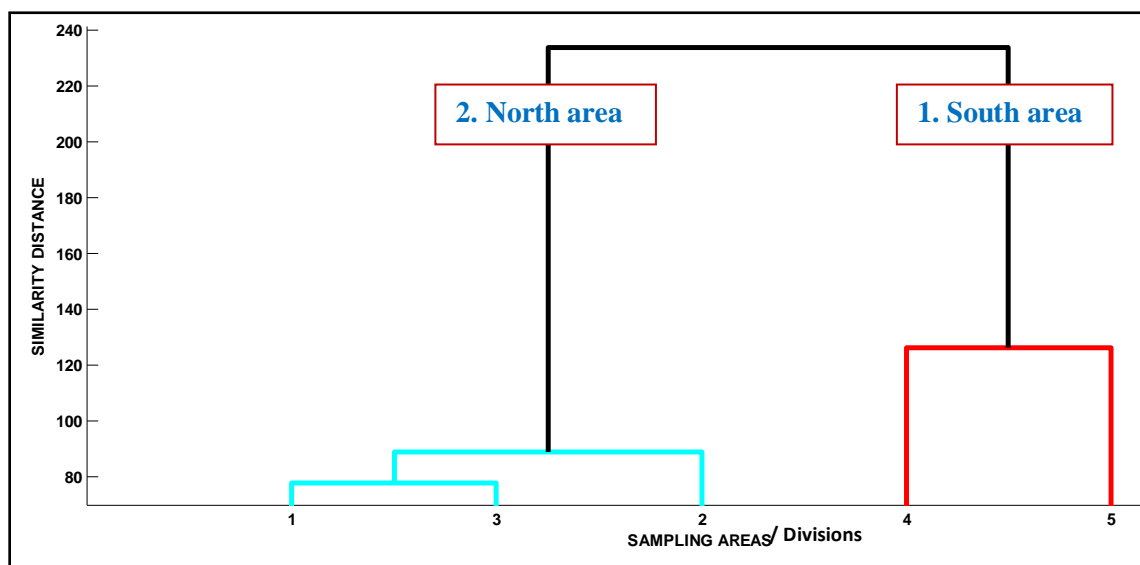 240
220
200
180
160
140
120
100
80
SIMILARITY DISTANCE
2. North area
1. South area
1 3 2 4 5
SAMPLING AREAS/ Divisions